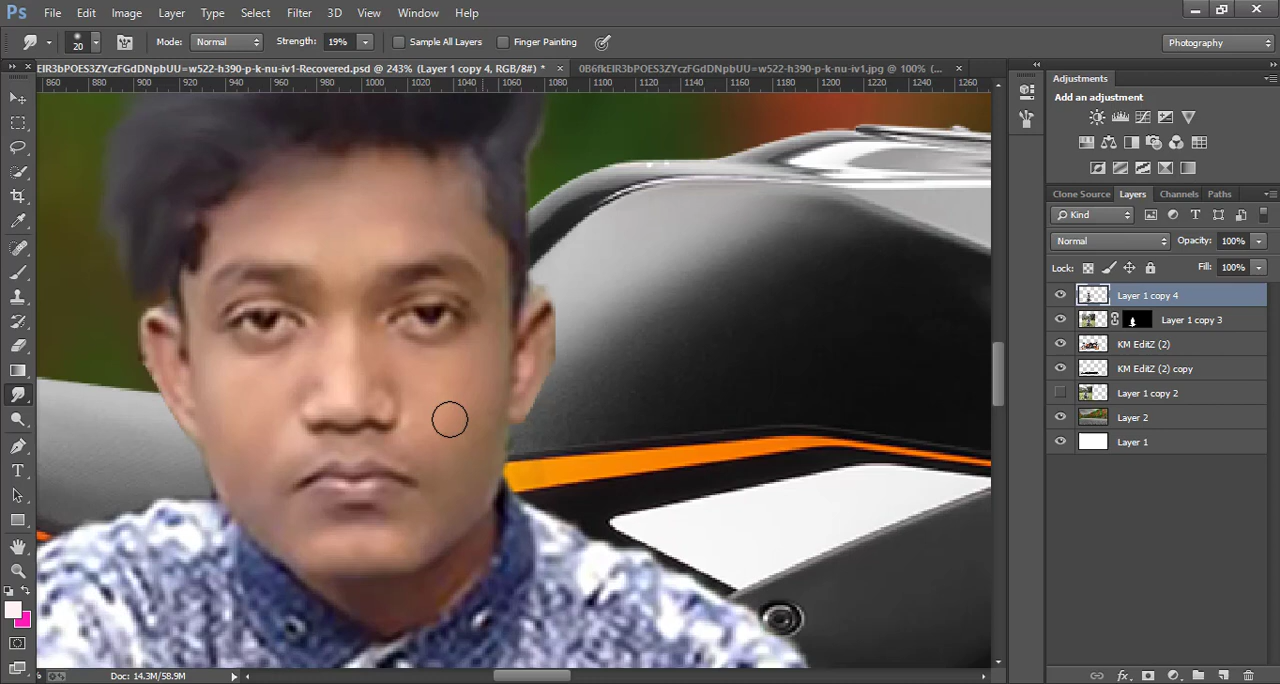 Ps File Edit Image Layer Type Select Filter 3D View Window Help
20 Mode: Normal Strength: 19% Sample All Layers Finger Painting Photography
EIR3bPOES3ZYczFGdDNpbUU=w522-h390-p-k-nu-iv1-Recovered.psd @ 243% (Layer 1 copy 4, RGB/8#) * × 0B6fkEIR3bPOES3ZYczFGdDNpbUU=w522-h390-p-k-nu-iv1.jpg @ 100% (... ×
860 880 900 920 940 960 980 1000 1020 1040 1060 1080 1100 1120 1140 1160 1180 1200 1220 1240 1260
Adjustments
Add an adjustment
Clone Source Layers Channels Paths
Kind
Normal Opacity: 100%
Lock: Fill: 100%
Layer 1 copy 4
Layer 1 copy 3
KM EditZ (2)
KM EditZ (2) copy
Layer 1 copy 2
Layer 2
Layer 1
Doc: 14.3M/58.9M